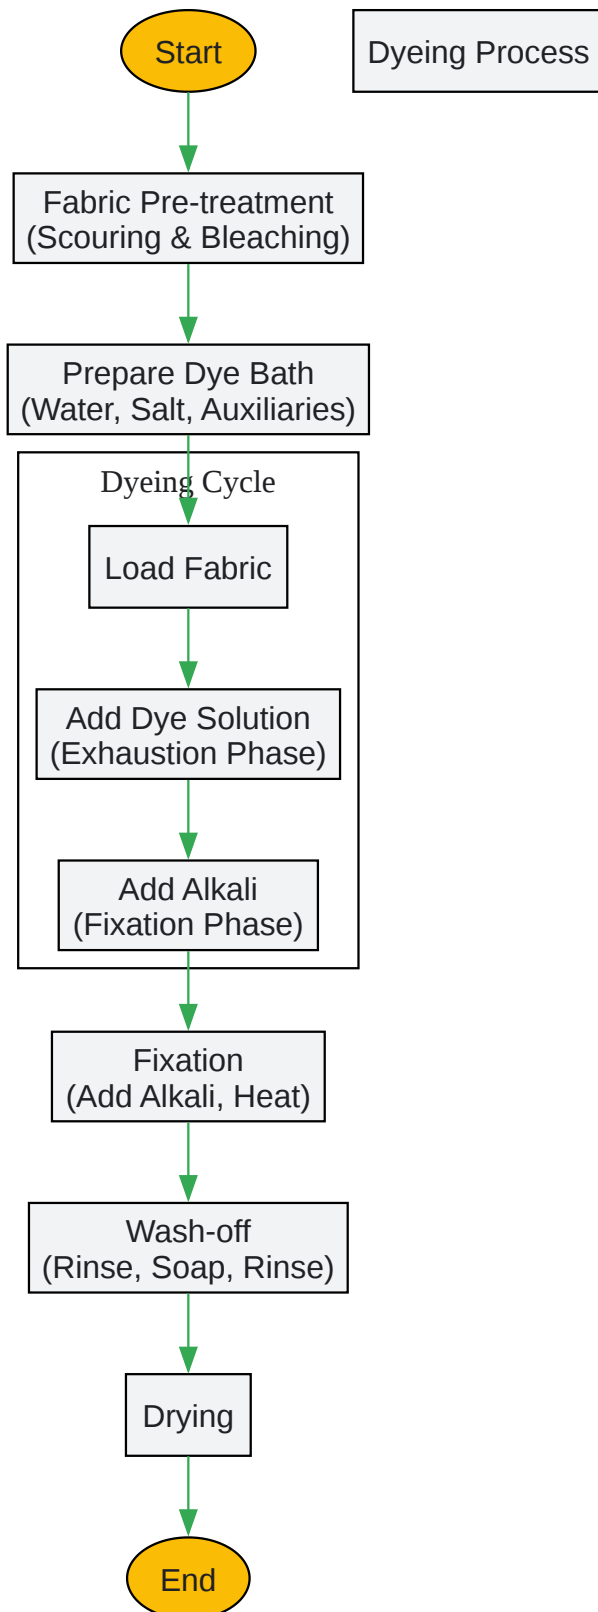 Start
Dyeing Process
Fabric Pre-treatment
(Scouring & Bleaching)
Prepare Dye Bath
(Water, Salt, Auxiliaries)
Dyeing Cycle
Load Fabric
Add Dye Solution
(Exhaustion Phase)
Add Alkali
(Fixation Phase)
Fixation
(Add Alkali, Heat)
Wash-off
(Rinse, Soap, Rinse)
Drying
End